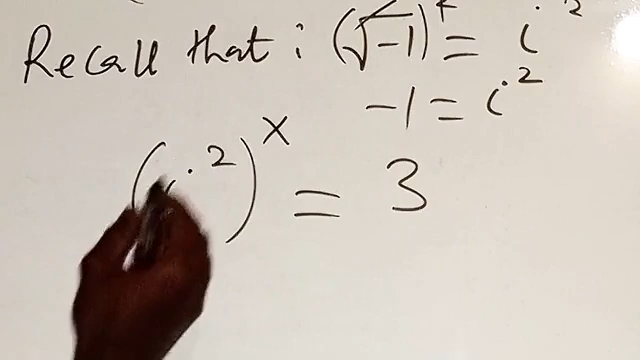 Recall that : (√-1)² = i²
-1 = i²
(i²)ˣ = 3